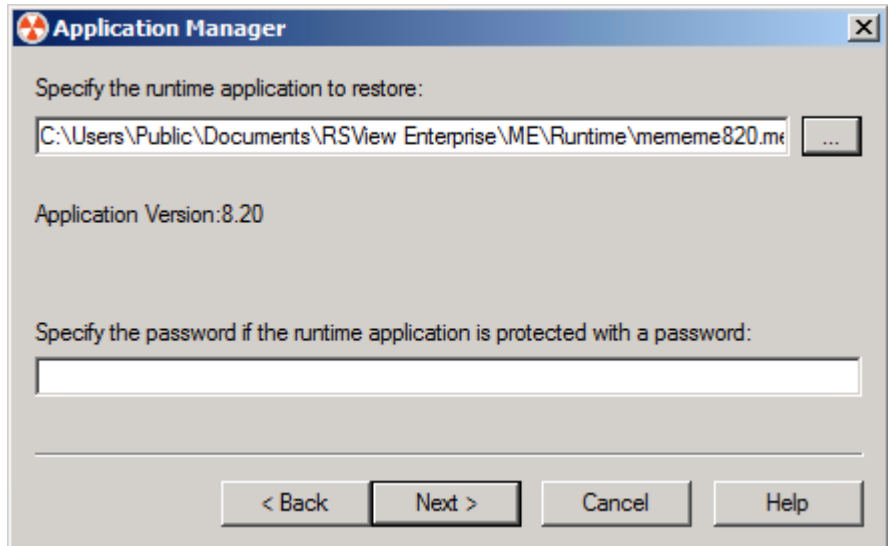 Application Manager
Specify the runtime application to restore:
C:\Users\Public\Documents\RSView Enterprise\ME\Runtime\mememe820.me
...
Application Version:8.20
Specify the password if the runtime application is protected with a password:
< Back Next > Cancel Help